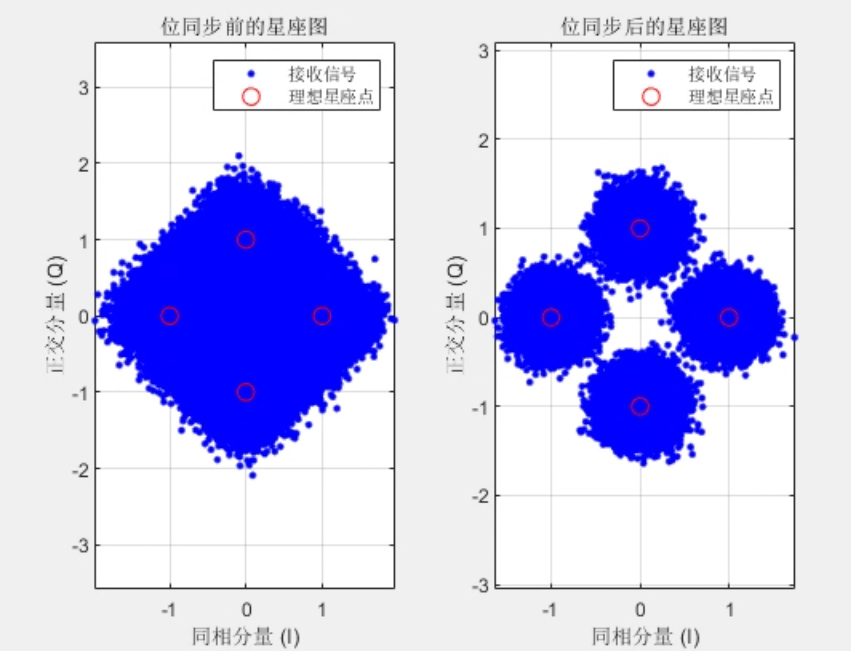 位同步前的星座图
接收信号
理想星座点
3
2
1
0
-1
-2
-3
正交分量 (Q)
-1
0
1
同相分量 (I)
位同步后的星座图
接收信号
理想星座点
3
2
1
0
-1
-2
-3
正交分量 (Q)
-1
0
1
同相分量 (I)